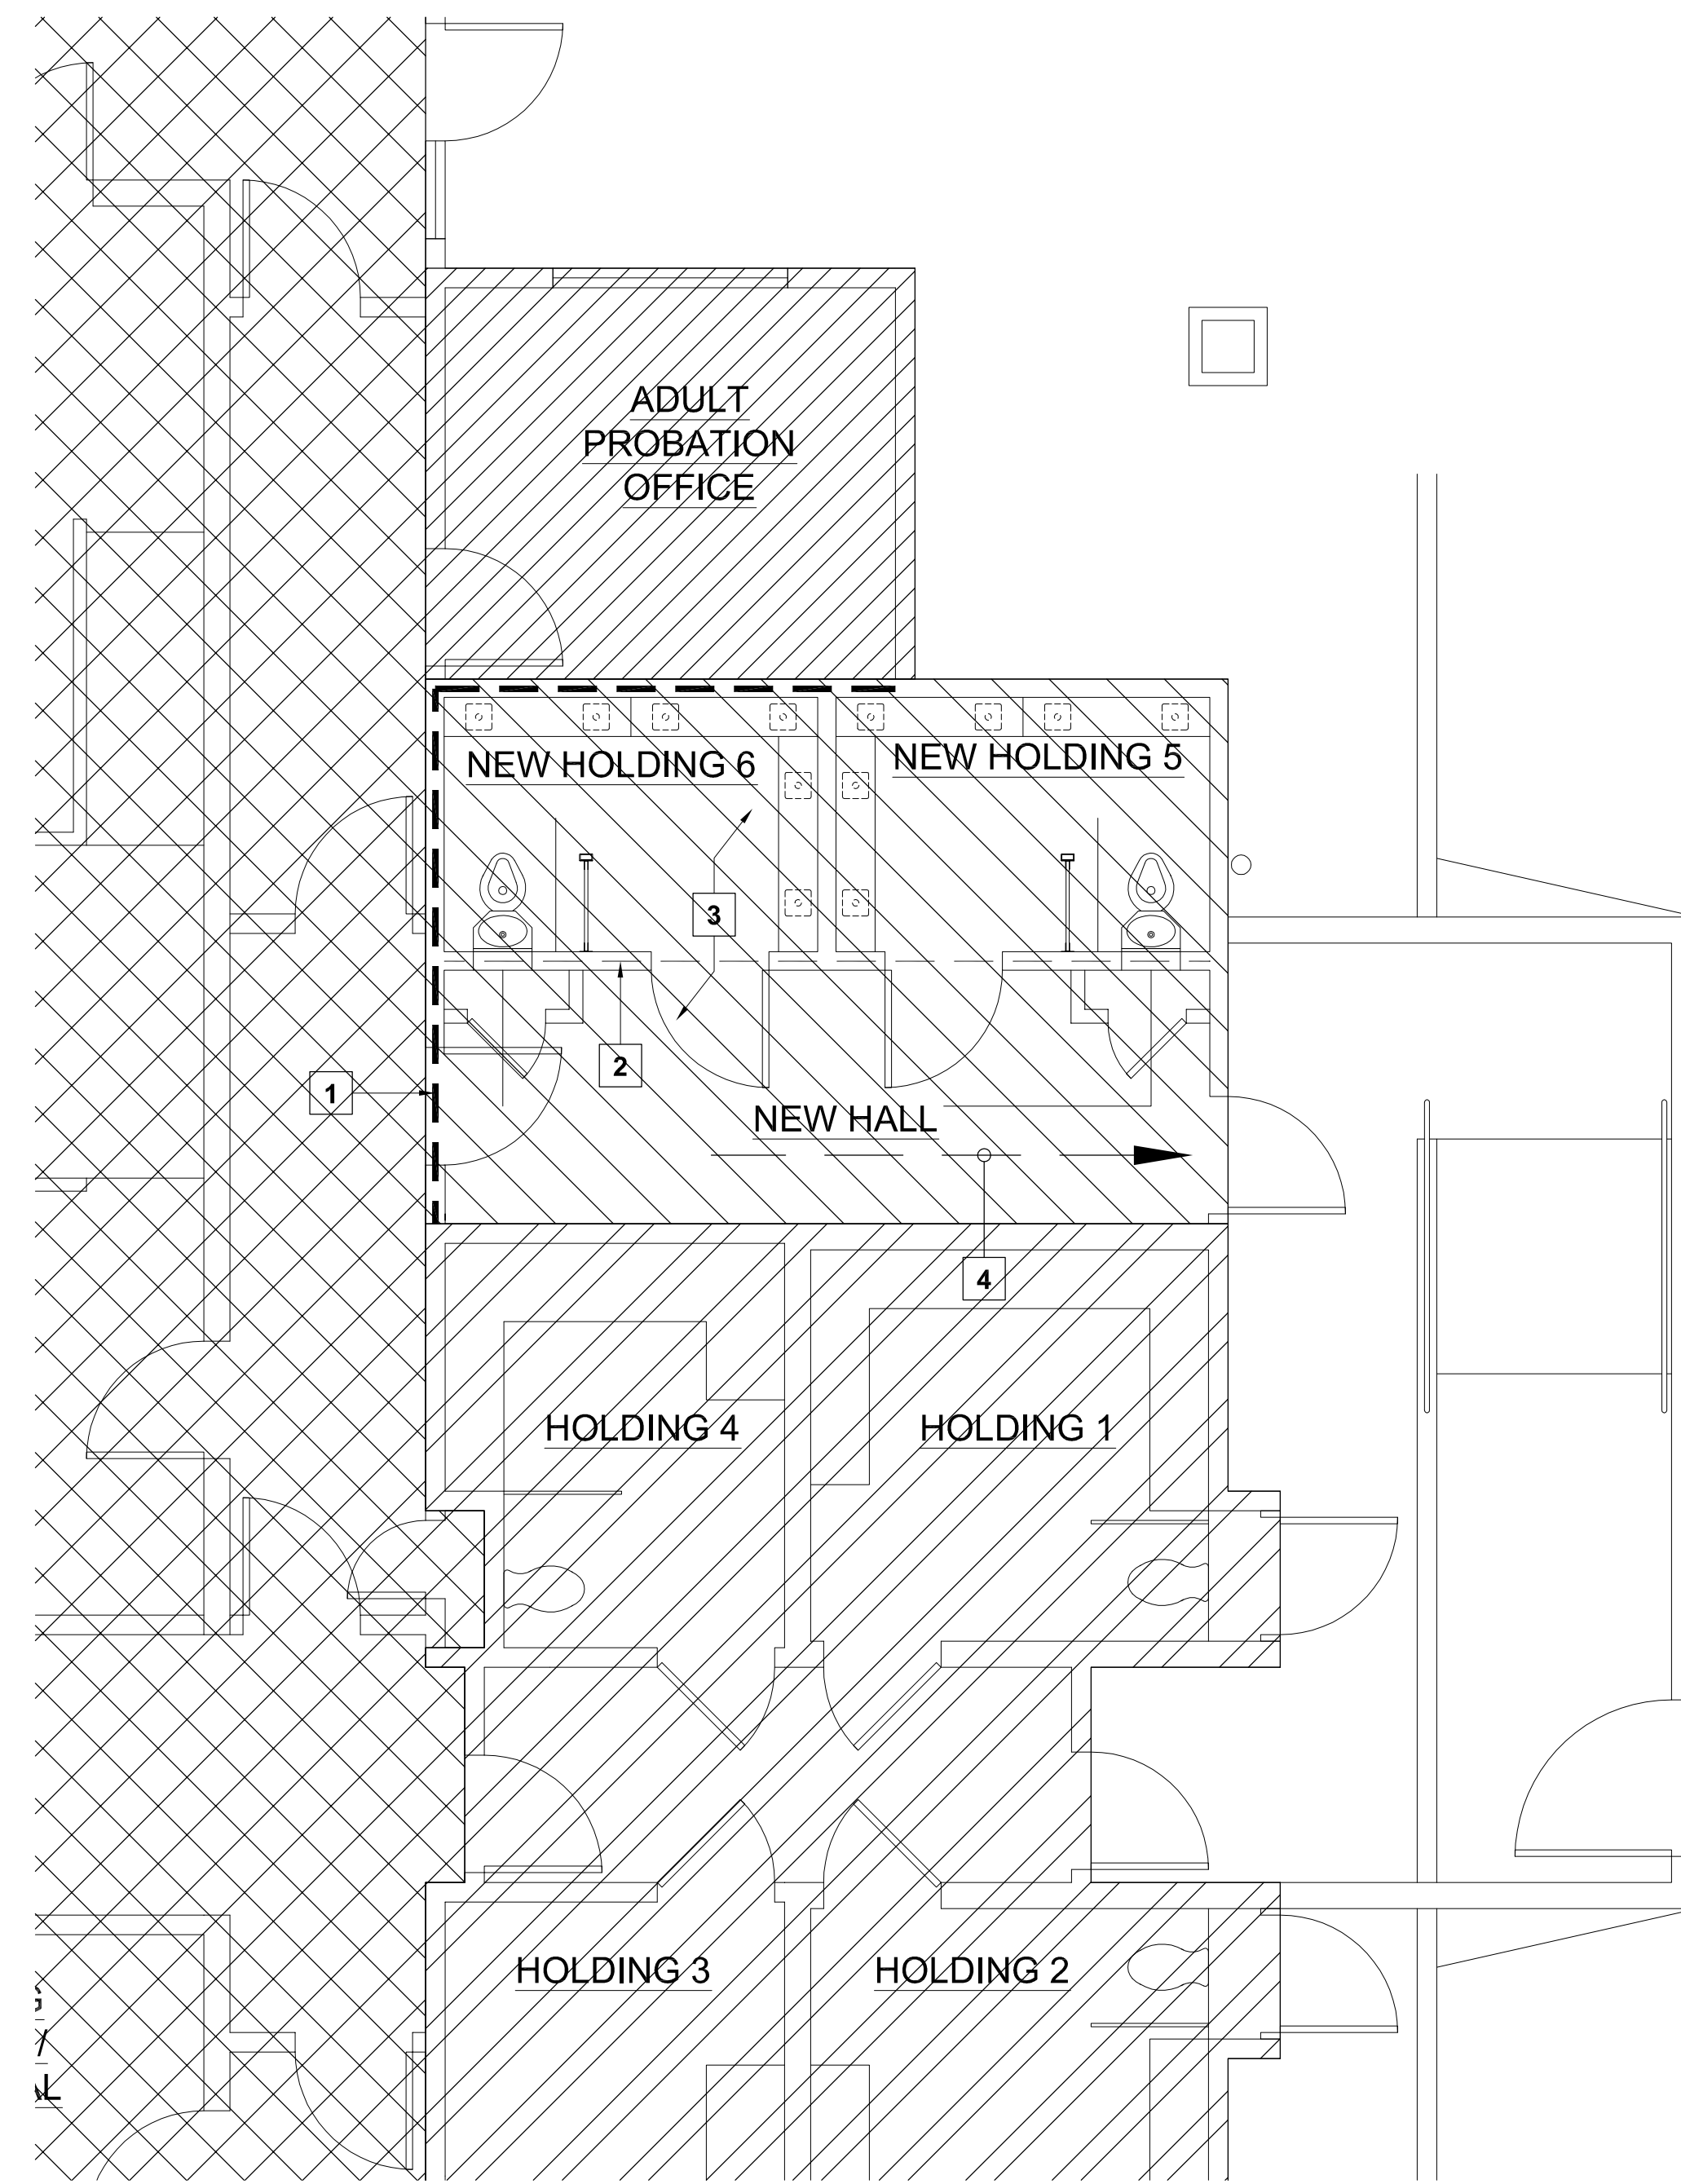 ADULT
PROBATION
OFFICE
NEW HOLDING 6
NEW HOLDING 5
3
2
1
NEW HALL
4
HOLDING 4
HOLDING 1
HOLDING 3
HOLDING 2
G
/